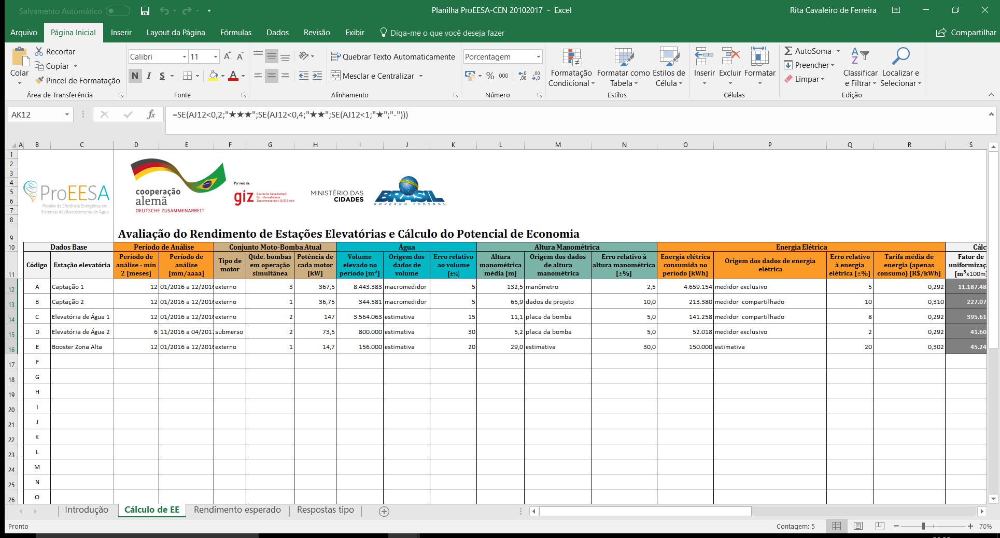 Salvamento Automático
Planilha ProEESA-CEN 20102017 - Excel
Rita Cavaleiro de Ferreira
Arquivo Página Inicial Inserir Layout da Página Fórmulas Dados Revisão Exibir Diga-me o que você deseja fazer Compartilhar
Colar
Recortar
Copiar
Pincel de Formatação
Área de Transferência
Calibri 11
N I S
Fonte
Quebrar Texto Automaticamente
Mesclar e Centralizar
Alinhamento
Porcentagem
% 000
Número
Formatação Condicional
Formatar como Tabela
Estilos de Célula
Estilos
Inserir Excluir Formatar
Células
AutoSoma
Preencher
Limpar
Classificar e Filtrar
Localizar e Selecionar
Edição
AK12
fx
=SE(AJ12<0,2;"★★★";SE(AJ12<0,4;"★★";SE(AJ12<1;"★";"-")))
A B C D E F G H I J K L M N O P Q R S
ProEESA
Projeto de Eficiência Energética em
Sistemas de Abastecimento de Água
cooperação
alemã
DEUTSCHE ZUSAMMENARBEIT
Por meio da:
giz Deutsche Gesellschaft
für Internationale
Zusammenarbeit (GIZ) GmbH
MINISTÉRIO DAS
CIDADES
BRASIL
GOVERNO FEDERAL
1
2
3
4
5
6
7
8
9 Avaliação do Rendimento de Estações Elevatórias e Cálculo do Potencial de Economia
10 Dados Base Período de Análise Conjunto Moto-Bomba Atual Água Altura Manométrica Energia Elétrica Cálc
11 Código Estação elevatória Período de análise - mín 2 [meses] Período de análise [mm/aaaa] Tipo de motor Qtde. bombas em operação simultânea Potência de cada motor [kW] Volume elevado no período [m³] Origem dos dados de volume Erro relativo ao volume [±%] Altura manométrica média [m] Origem dos dados de altura manométrica Erro relativo à altura manométrica [±%] Energia elétrica consumida no período [kWh] Origem dos dados de energia elétrica Erro relativo à energia elétrica [±%] Tarifa média de energia (apenas consumo) [R$/kWh] Fator de uniformizaç [m³x100m]
12 A Captação 1 12 01/2016 a 12/2016 externo 3 367,5 8.443.383 macromedidor 5 132,5 manômetro 2,5 4.659.154 medidor exclusivo 5 0,292 11.187.48
13 B Captação 2 12 01/2016 a 12/2016 externo 1 36,75 344.581 macromedidor 5 65,9 dados de projeto 10,0 213.380 medidor compartilhado 10 0,310 227.07
14 C Elevatória de Água 1 12 01/2016 a 12/2016 externo 2 147 3.564.063 estimativa 15 11,1 placa da bomba 5,0 141.258 medidor compartilhado 8 0,292 395.61
15 D Elevatória de Água 2 6 11/2016 a 04/2017 submerso 2 73,5 800.000 estimativa 30 5,2 placa da bomba 5,0 52.018 medidor exclusivo 2 0,292 41.60
16 E Booster Zona Alta 12 01/2016 a 12/2016 externo 1 14,7 156.000 estimativa 20 29,0 estimativa 30,0 150.000 estimativa 20 0,302 45.24
17 F
18 G
19 H
20 I
21 J
22 K
23 L
24 M
25 N
26 O
Introdução Cálculo de EE Rendimento esperado Respostas tipo
Pronto
Contagem: 5
70%